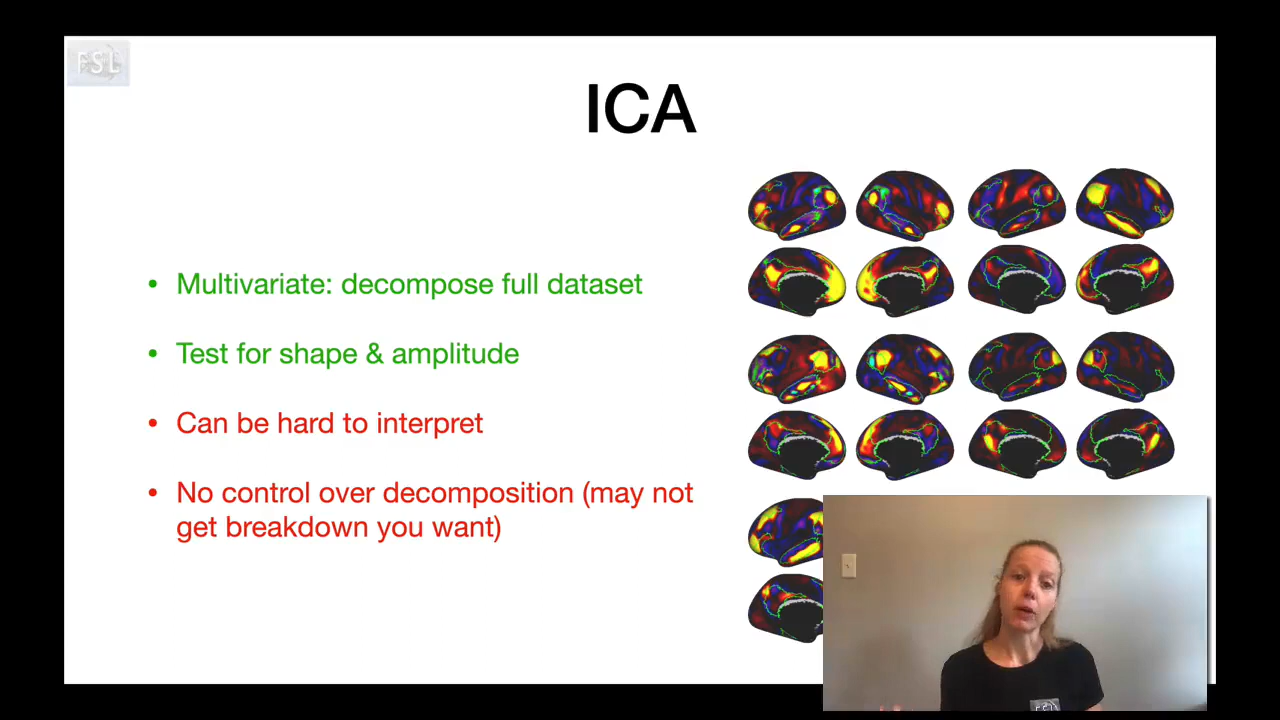 FSL
ICA
• Multivariate: decompose full dataset
• Test for shape & amplitude
• Can be hard to interpret
• No control over decomposition (may not
get breakdown you want)
FSL